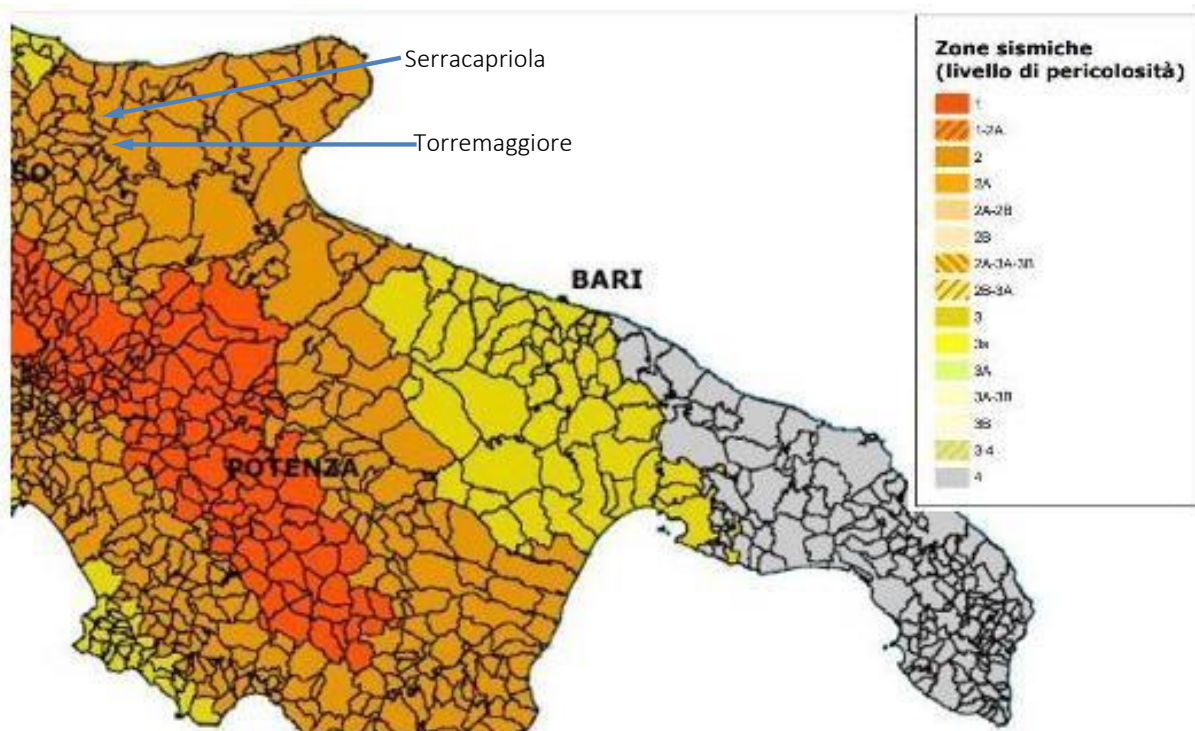 Serracapriola
Torremaggiore
SO
BARI
POTENZA
Zone sismiche
(livello di pericolosità)
1
1-2A
2
2A
2A-2B
2B
2A-3A-3B
2B-3A
3
3s
3A
3A-3B
3B
3-4
4